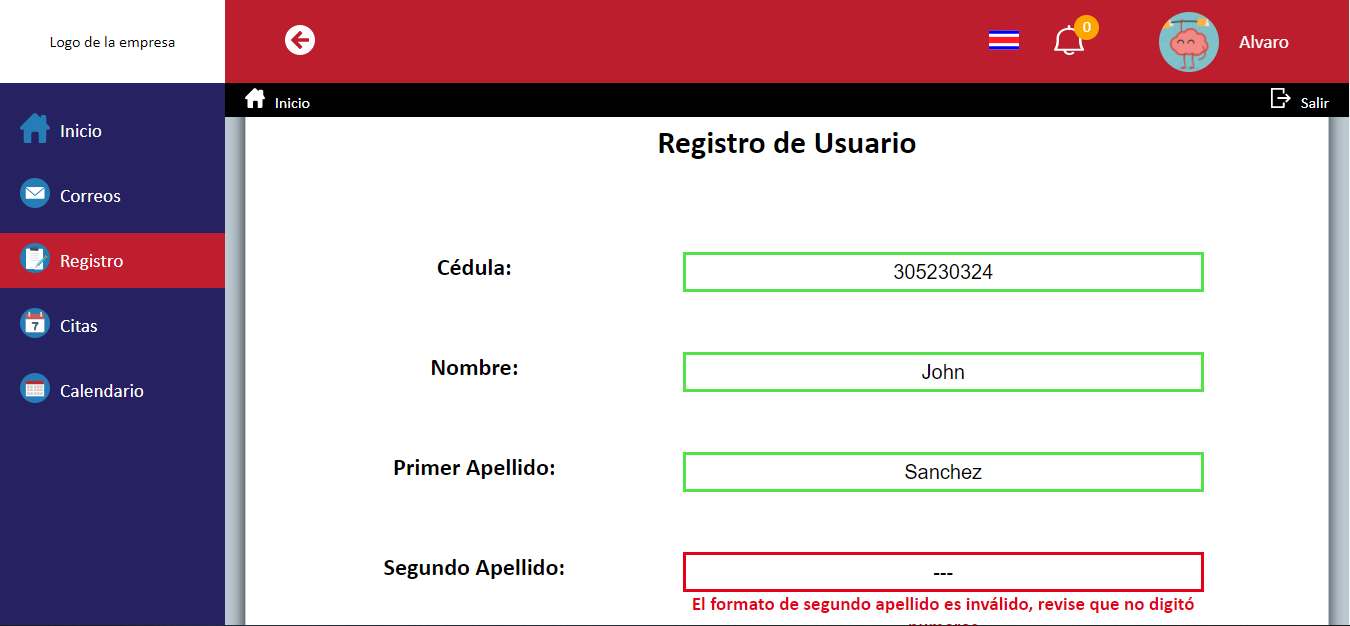 Logo de la empresa
0
Alvaro
Inicio
Salir
Inicio
Correos
Registro
7
Citas
Calendario
Registro de Usuario
Cédula:
305230324
Nombre:
John
Primer Apellido:
Sanchez
Segundo Apellido:
---
El formato de segundo apellido es inválido, revise que no digitó